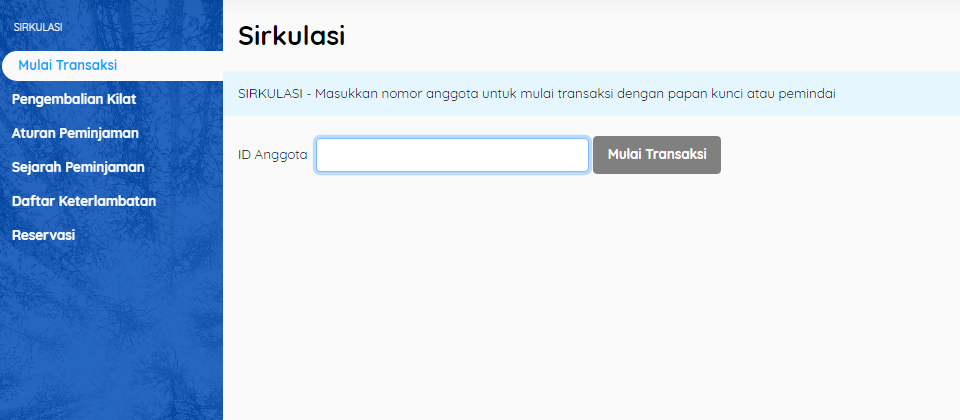 SIRKULASI
Mulai Transaksi
Pengembalian Kilat
Aturan Peminjaman
Sejarah Peminjaman
Daftar Keterlambatan
Reservasi
Sirkulasi
SIRKULASI - Masukkan nomor anggota untuk mulai transaksi dengan papan kunci atau pemindai
ID Anggota Mulai Transaksi